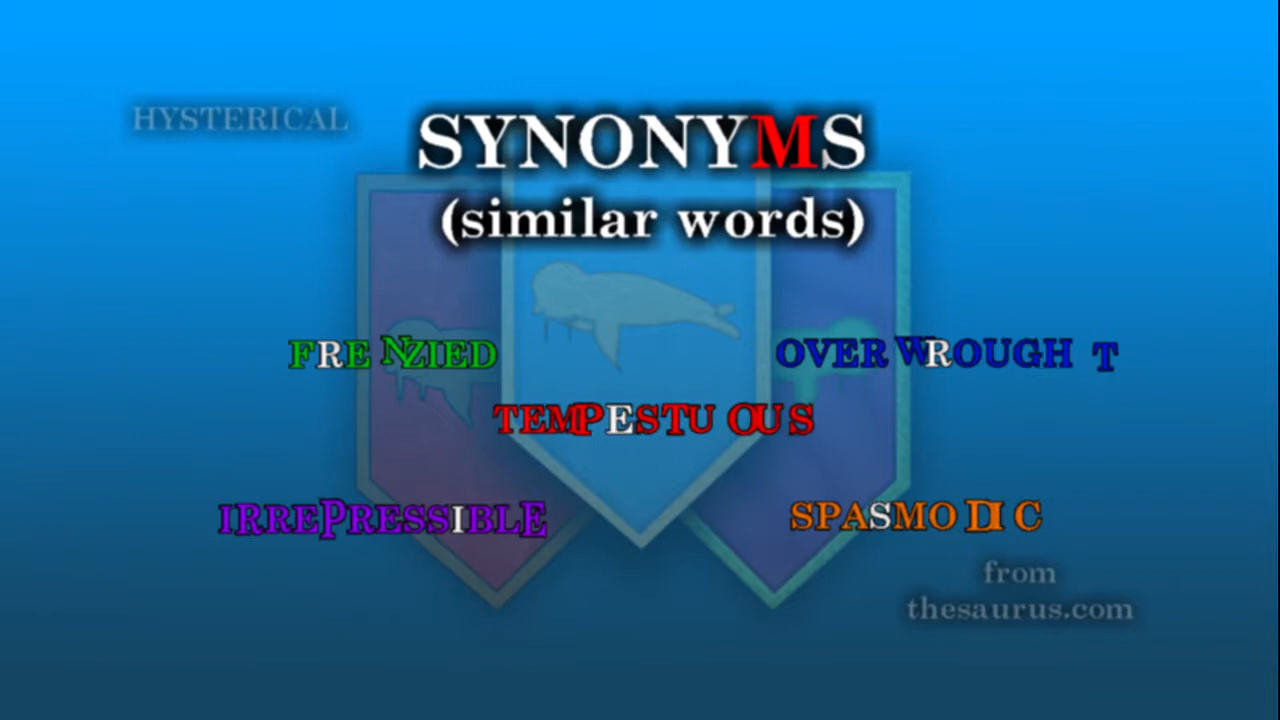 HYSTERICAL
SYNONYMS
(similar words)
FRENZIED
OVERWROUGHT
TEMPESTUOUS
IRREPRESSIBLE
SPASMODIC
from
thesaurus.com